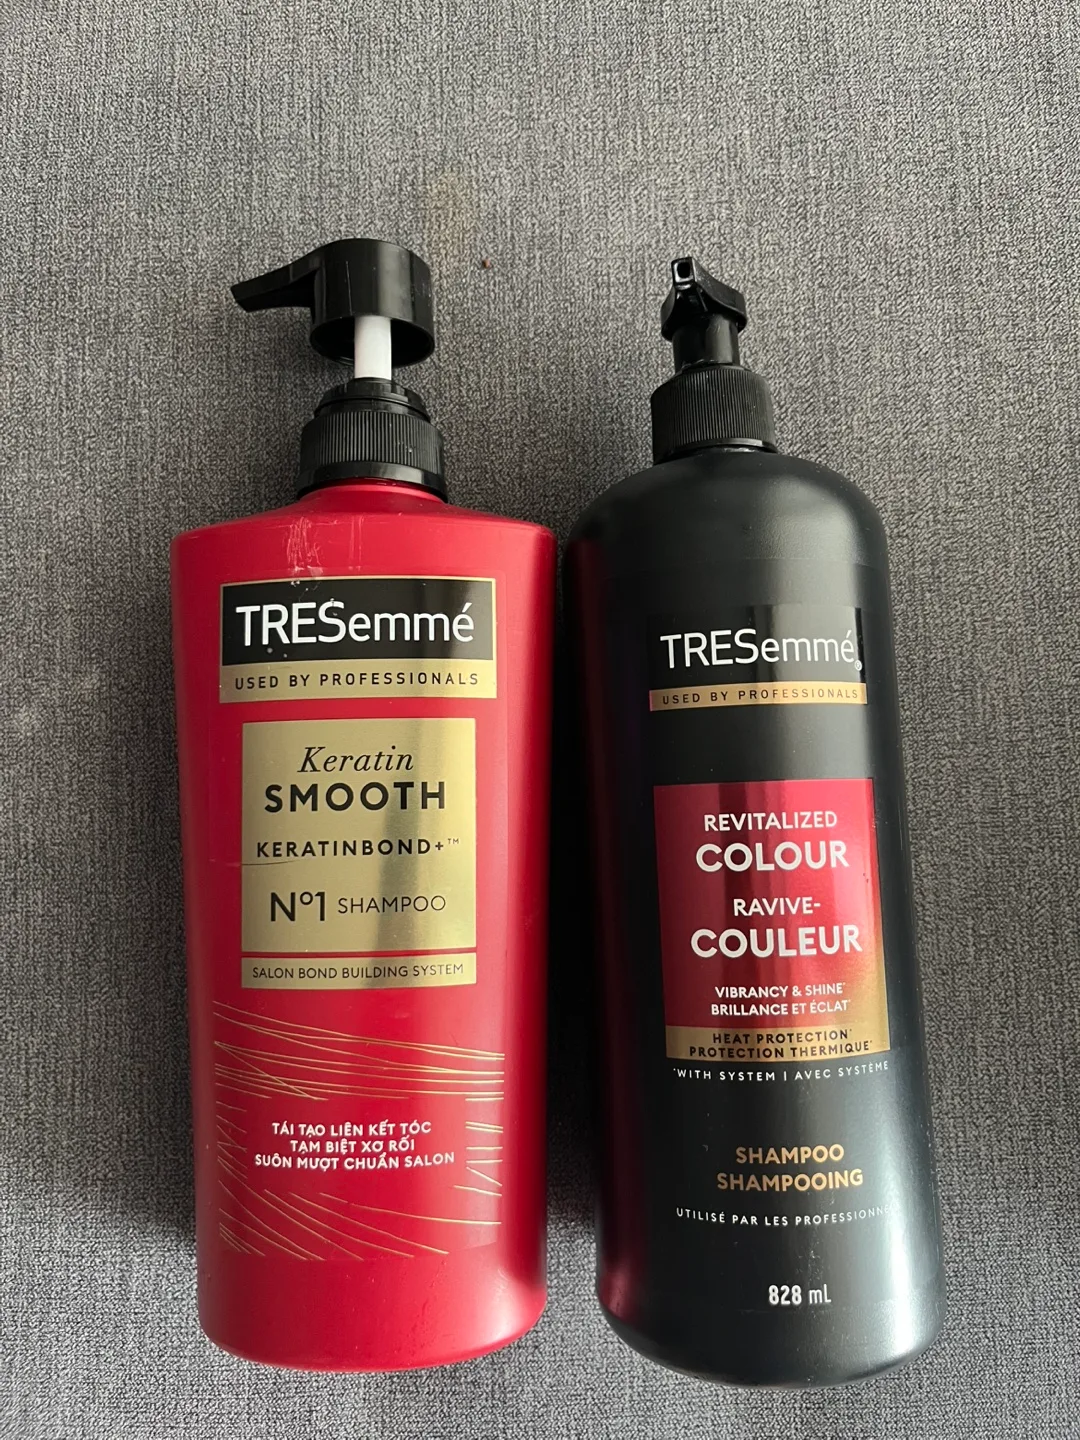 TRESemmé
USED BY PROFESSIONALS
Keratin
SMOOTH
KERATINBOND+™
Nº1 SHAMPOO
SALON BOND BUILDING SYSTEM
TÁI TẠO LIÊN KẾT TÓC
TẠM BIỆT XƠ RỐI
SUÔN MƯỢT CHUẨN SALON
TRESemmé®
USED BY PROFESSIONALS
REVITALIZED
COLOUR
RAVIVE-
COULEUR
VIBRANCY & SHINE*
BRILLANCE ET ÉCLAT*
HEAT PROTECTION*
PROTECTION THERMIQUE*
*WITH SYSTEM | AVEC SYSTÈME
SHAMPOO
SHAMPOOING
UTILISÉ PAR LES
828 mL